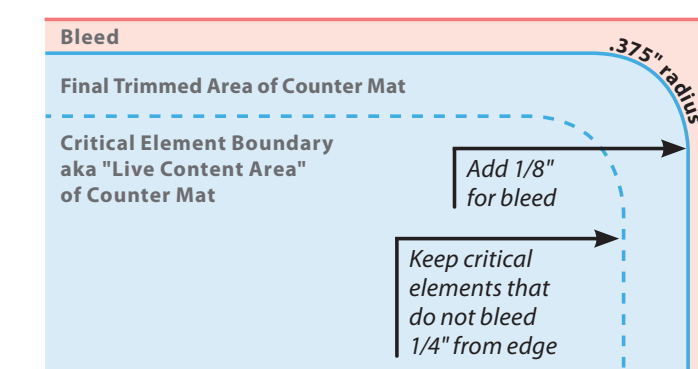 Bleed
.375" radius
Final Trimmed Area of Counter Mat
Critical Element Boundary
aka "Live Content Area"
of Counter Mat
Add 1/8"
for bleed
Keep critical
elements that
do not bleed
1/4" from edge